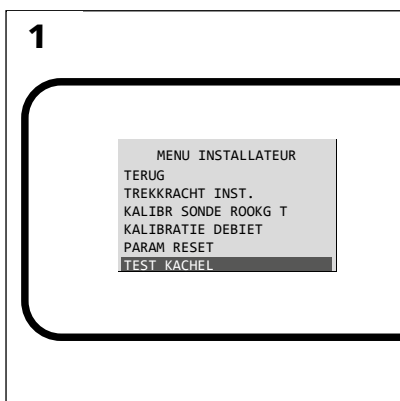 1
MENU INSTALLATEUR
TERUG
TREKKRACHT INST.
KALIBR SONDE ROOKG T
KALIBRATIE DEBIET
PARAM RESET
TEST KACHEL